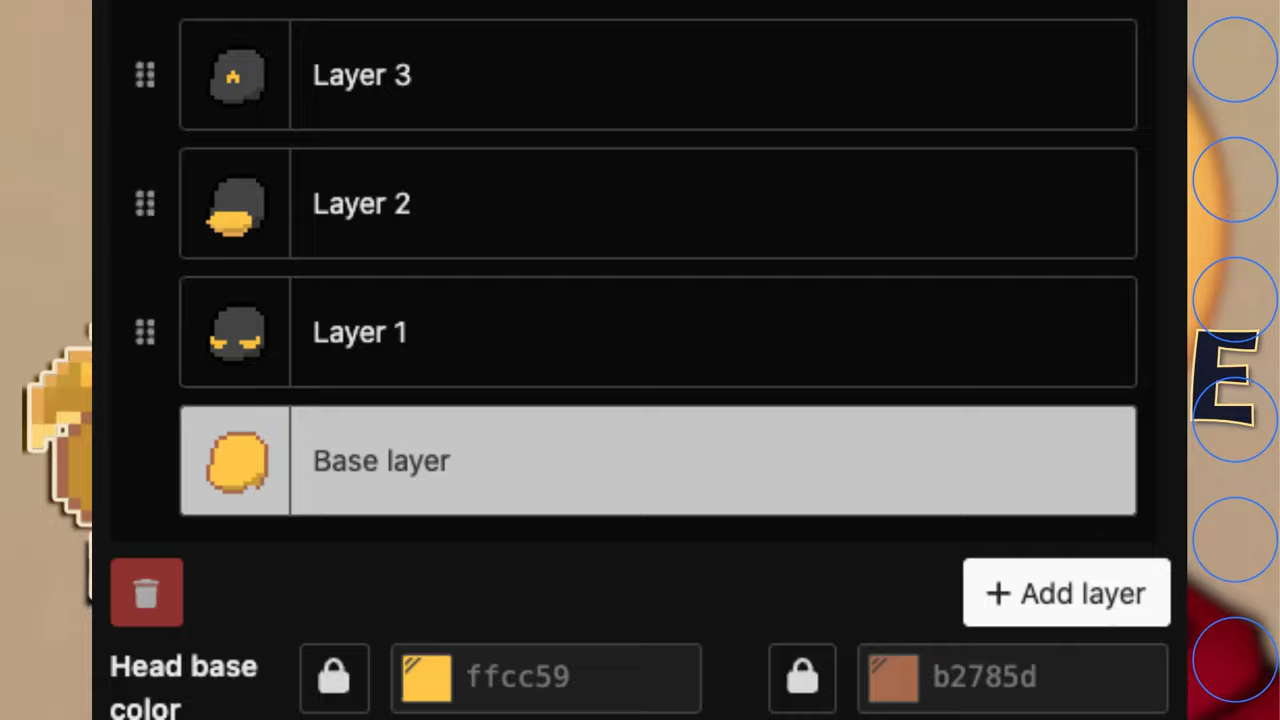 Layer 3
Layer 2
Layer 1
E
Base layer
+ Add layer
Head base
color
ffcc59
b2785d